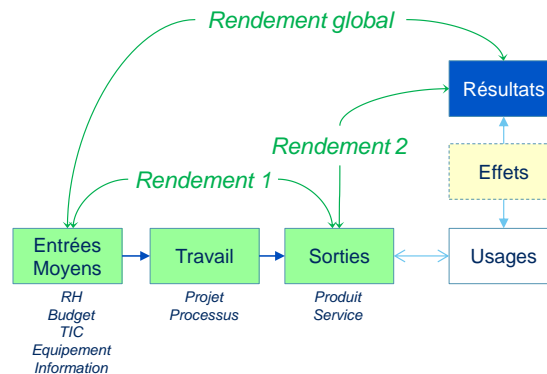 Rendement global
Résultats
Rendement 2
Rendement 1
Effets
Entrées
Moyens
Travail
Sorties
Usages
RH
Budget
TIC
Equipement
Information
Projet
Processus
Produit
Service